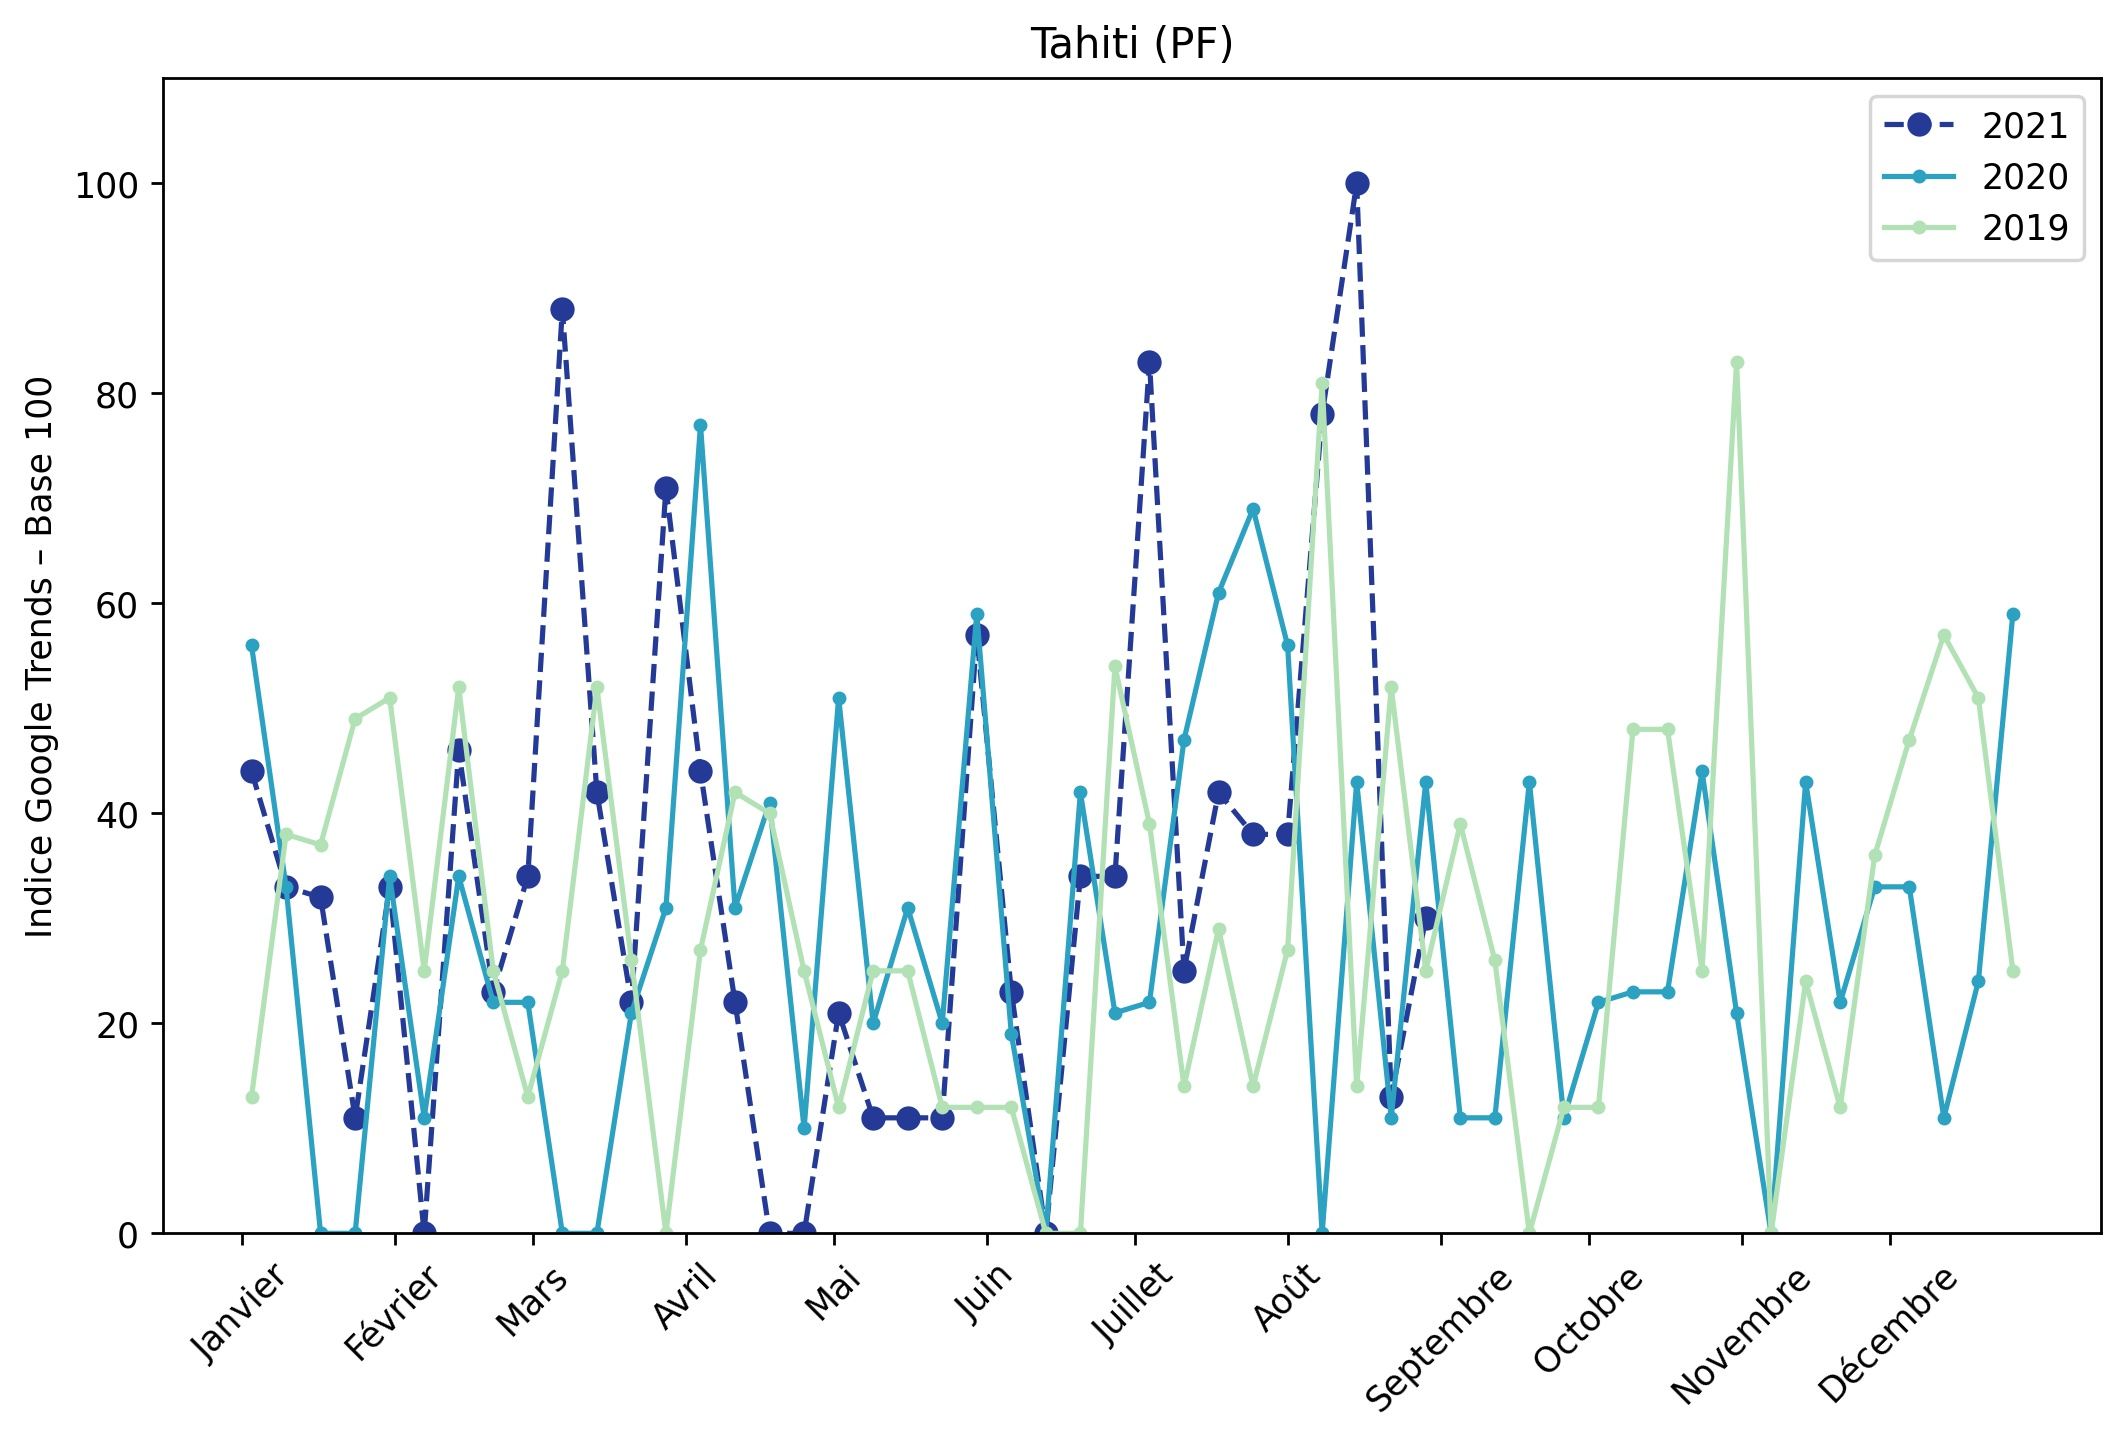 Tahiti (PF)
Indice Google Trends – Base 100
100
80
60
40
20
0
2021
2020
2019
Janvier
Février
Mars
Avril
Mai
Juin
Juillet
Août
Septembre
Octobre
Novembre
Décembre